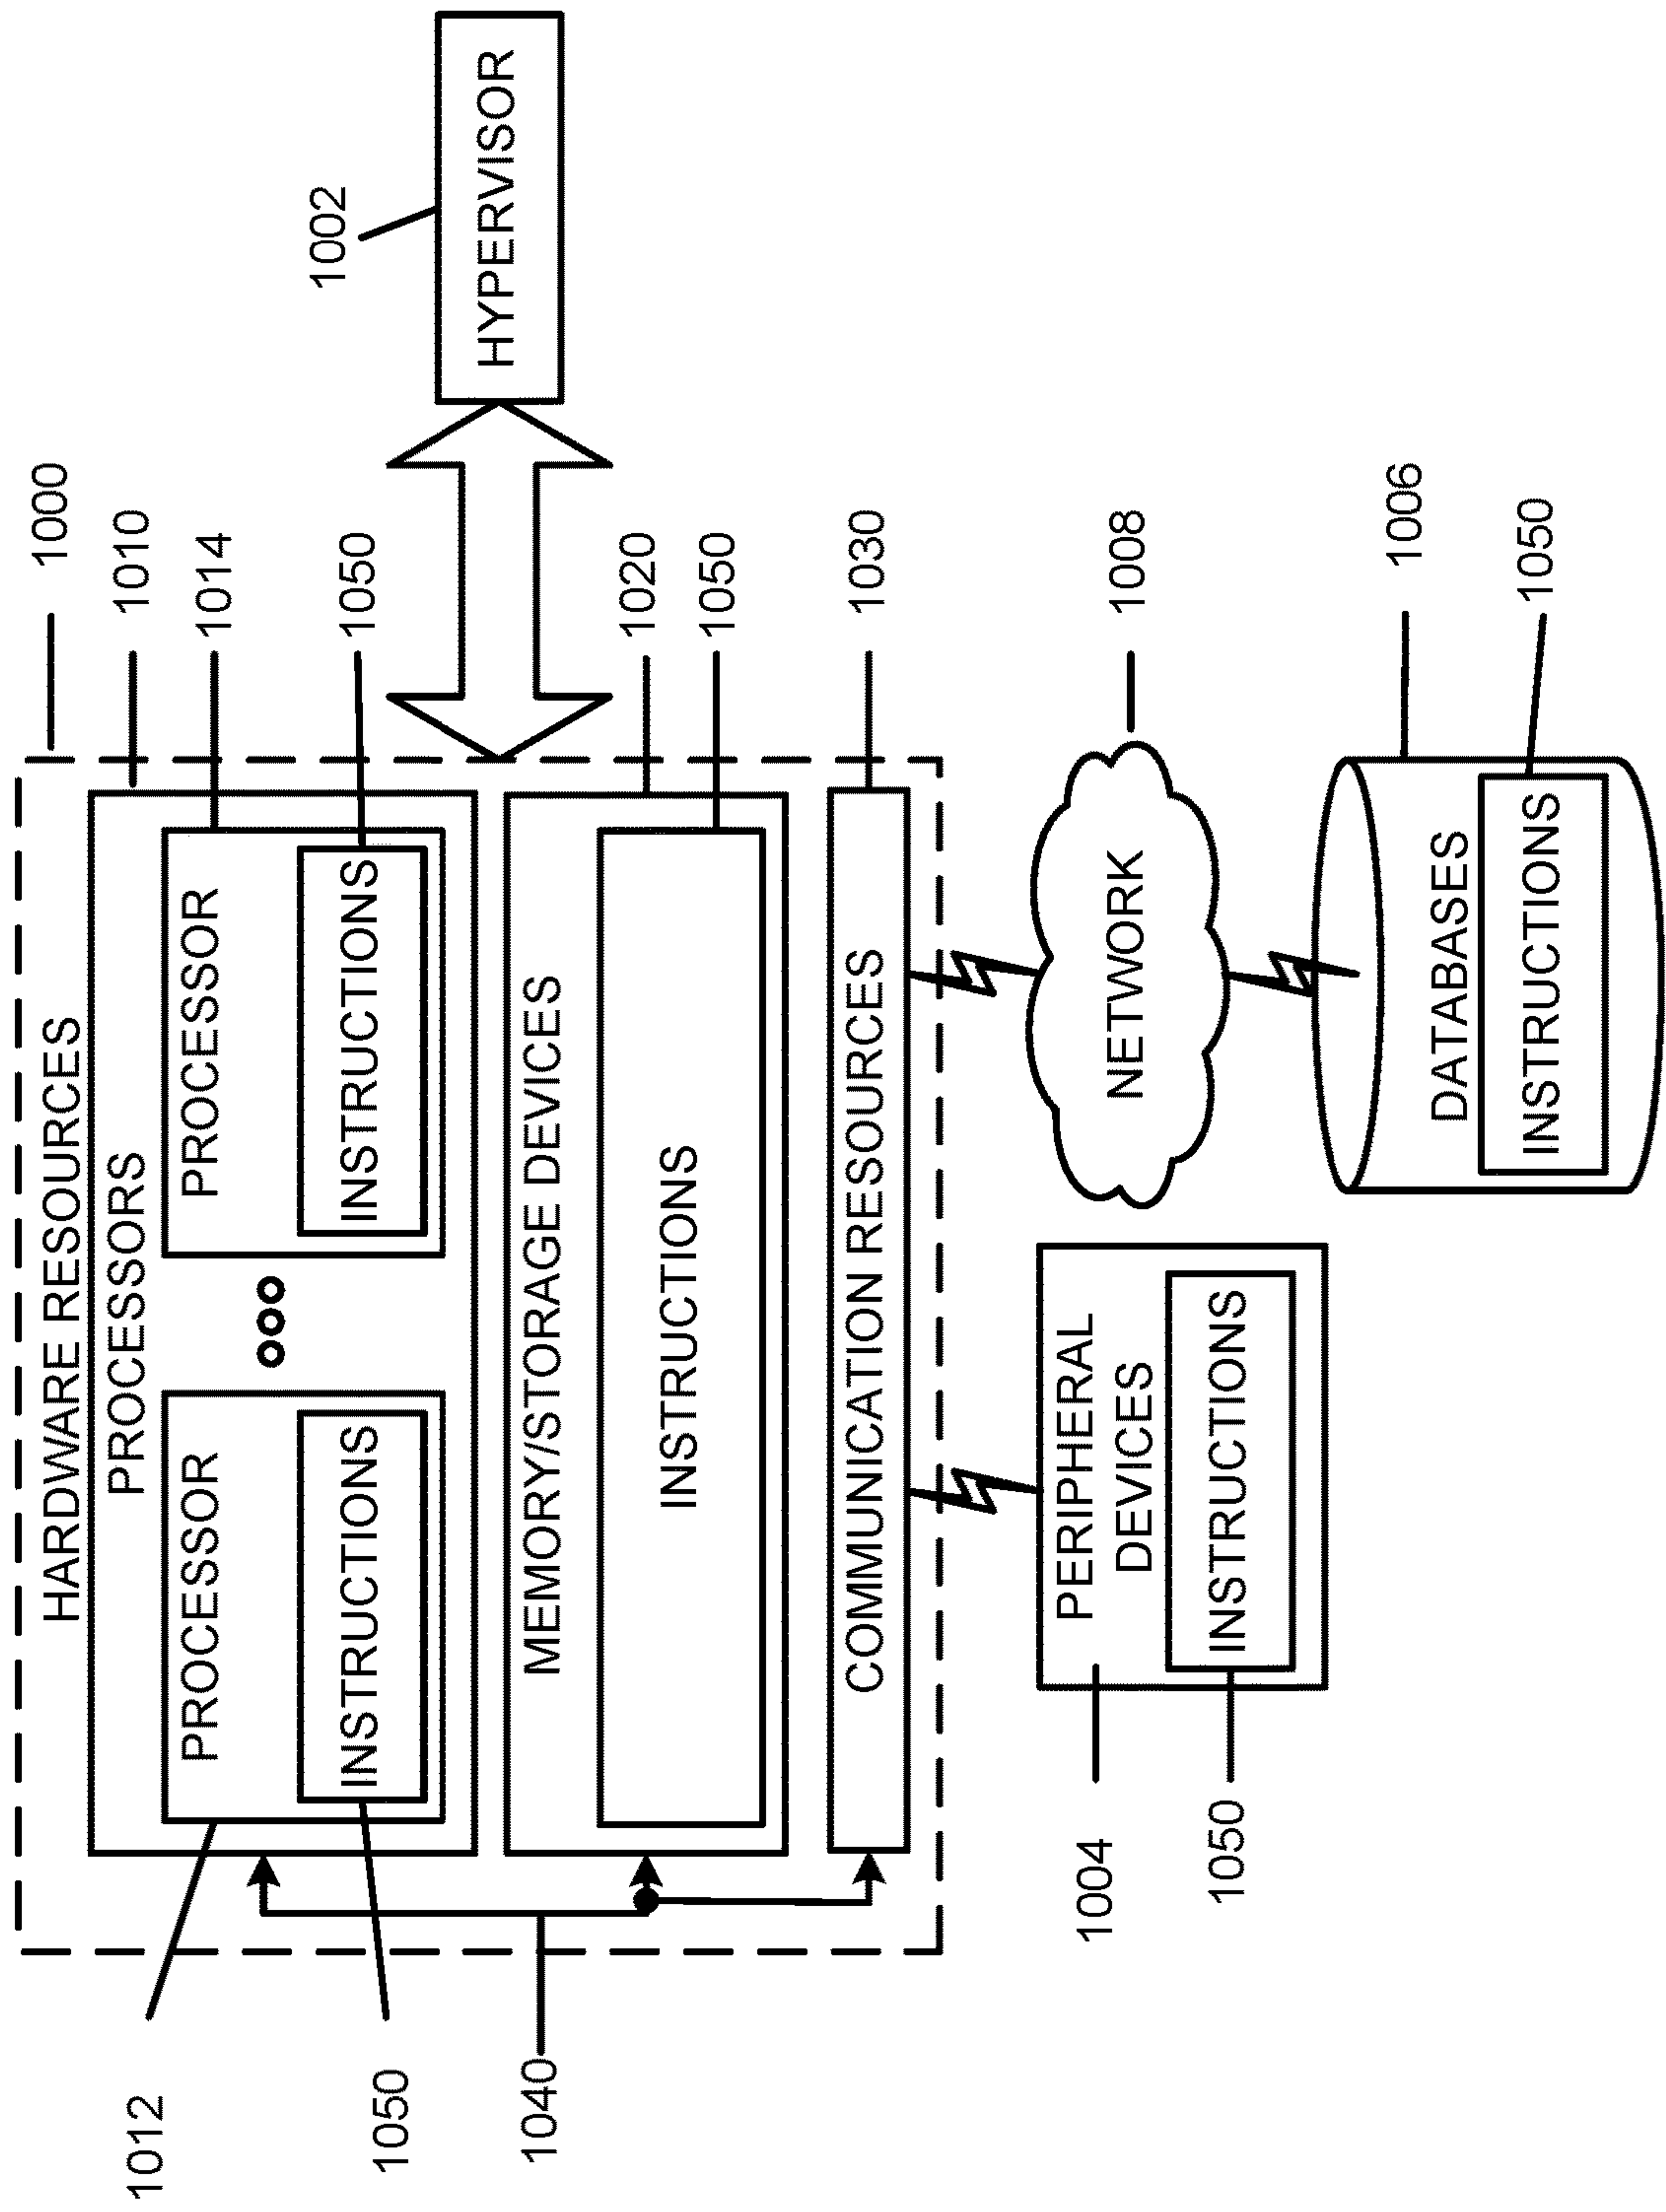 HARDWARE RESOURCES
1000
PROCESSORS
1010
PROCESSOR
PROCESSOR
1014
1012
INSTRUCTIONS
INSTRUCTIONS
1050
1050
1002
HYPERVISOR
MEMORY/STORAGE DEVICES
1020
1040
INSTRUCTIONS
1050
COMMUNICATION RESOURCES
1030
PERIPHERAL
DEVICES
1004
INSTRUCTIONS
1050
NETWORK
1008
DATABASES
1006
INSTRUCTIONS
1050